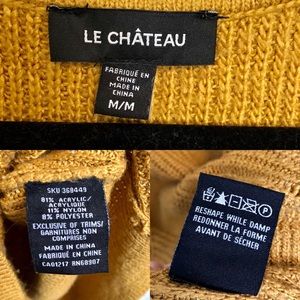 LE CHÂTEAU
FABRIQUÉ EN
CHINE
MADE IN
CHINA
M/M
SKU 368449
81% ACRYLIC/
ACRYLIQUE
11% NYLON
8% POLYESTER
EXCLUSIVE OF TRIMS/
GARNITURES NON
COMPRISES
MADE IN CHINA
FABRIQUÉ EN CHINE
CA01217 BN68907
RESHAPE WHILE DAMP
REDONNER LA FORME
AVANT DE SÉCHER